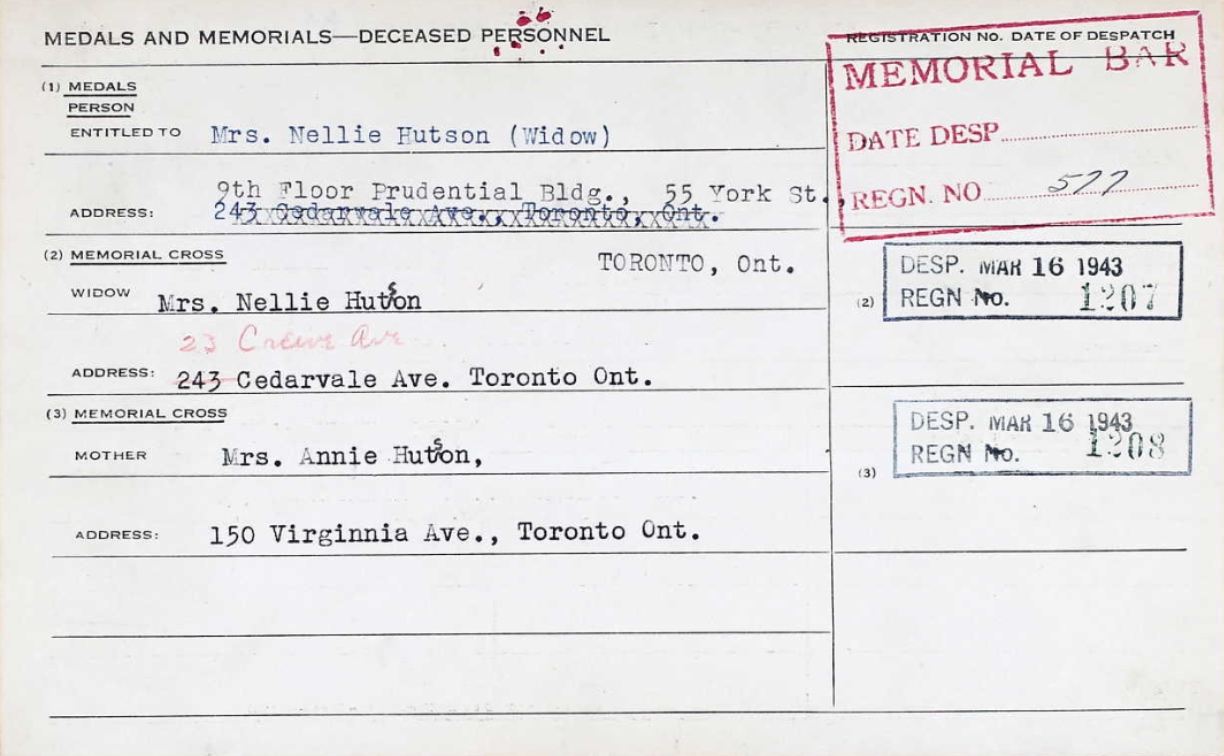 MEDALS AND MEMORIALS—DECEASED PERSONNEL
REGISTRATION No. DATE OF DESPATCH
MEMORIAL BAR
DATE DESP
REGN. NO 577
(1) MEDALS
PERSON
ENTITLED TO Mrs. Nellie Hutson (Widow)
9th Floor Prudential Bldg., 55 York St.,
ADDRESS: 243 Cedarvale Ave., Toronto, Ont.
TORONTO, Ont.
(2) MEMORIAL CROSS
WIDOW Mrs. Nellie Hutson
(2) DESP. MAR 16 1943
REGN No. 1207
23 Ave
ADDRESS: 243 Cedarvale Ave. Toronto Ont.
(3) MEMORIAL CROSS
MOTHER Mrs. Annie Hutson,
(3) DESP. MAR 16 1943
REGN No. 1208
ADDRESS: 150 Virginnia Ave., Toronto Ont.